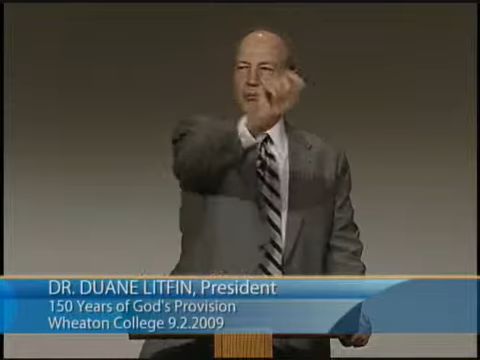 DR. DUANE LITFIN, President
150 Years of God's Provision
Wheaton College 9.2.2009